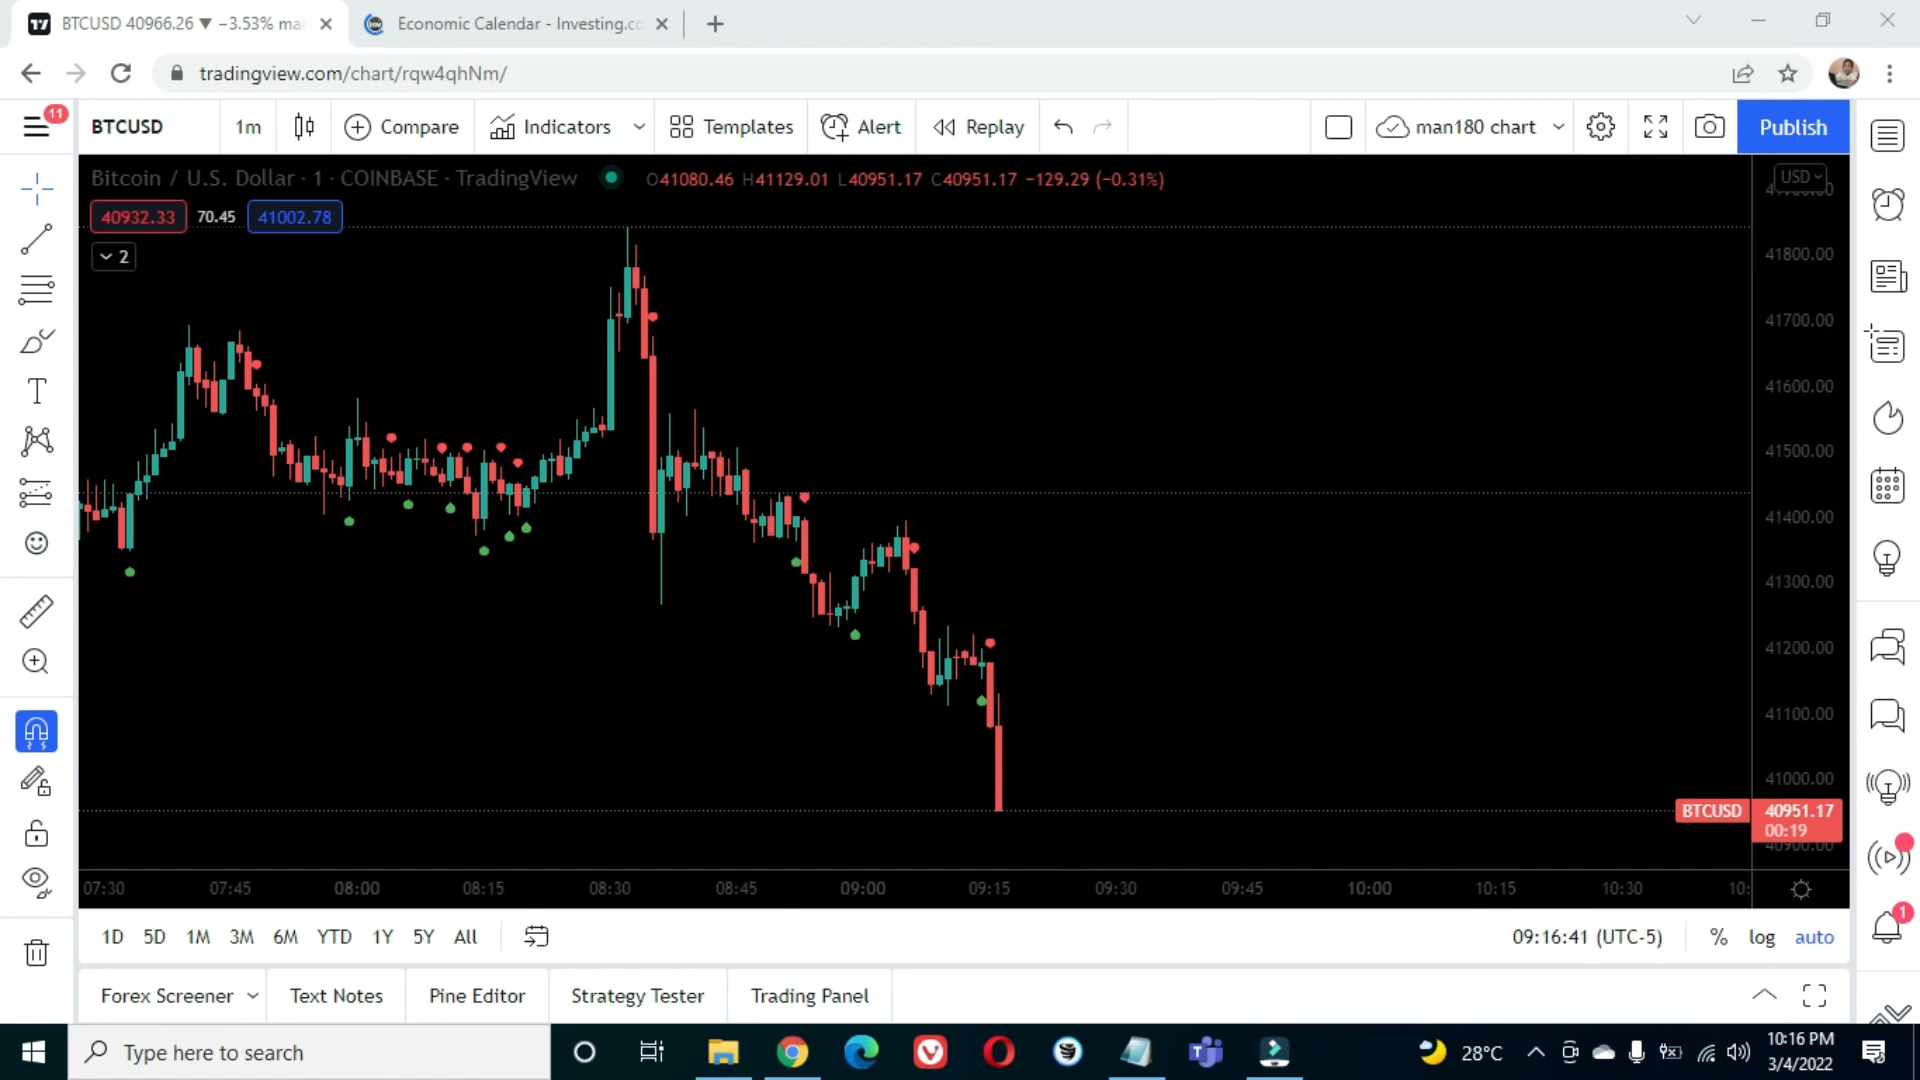 BTCUSD 40966.26 ▼ −3.53% mar
Economic Calendar - Investing.co
tradingview.com/chart/rqw4qhNm/
11
BTCUSD
1m
Compare
Indicators
Templates
Alert
Replay
man180 chart
Publish
Bitcoin / U.S. Dollar · 1 · COINBASE · TradingView
O41080.46 H41129.01 L40951.17 C40951.17 −129.29 (−0.31%)
USD
40932.33 70.45 41002.78
2
41800.00
41700.00
41600.00
41500.00
41400.00
41300.00
41200.00
41100.00
41000.00
BTCUSD 40951.17
00:19
40900.00
07:30 07:45 08:00 08:15 08:30 08:45 09:00 09:15 09:30 09:45 10:00 10:15 10:30 10:
1D 5D 1M 3M 6M YTD 1Y 5Y All
09:16:41 (UTC-5) % log auto
1
Forex Screener Text Notes Pine Editor Strategy Tester Trading Panel
Type here to search
28°C
10:16 PM
3/4/2022